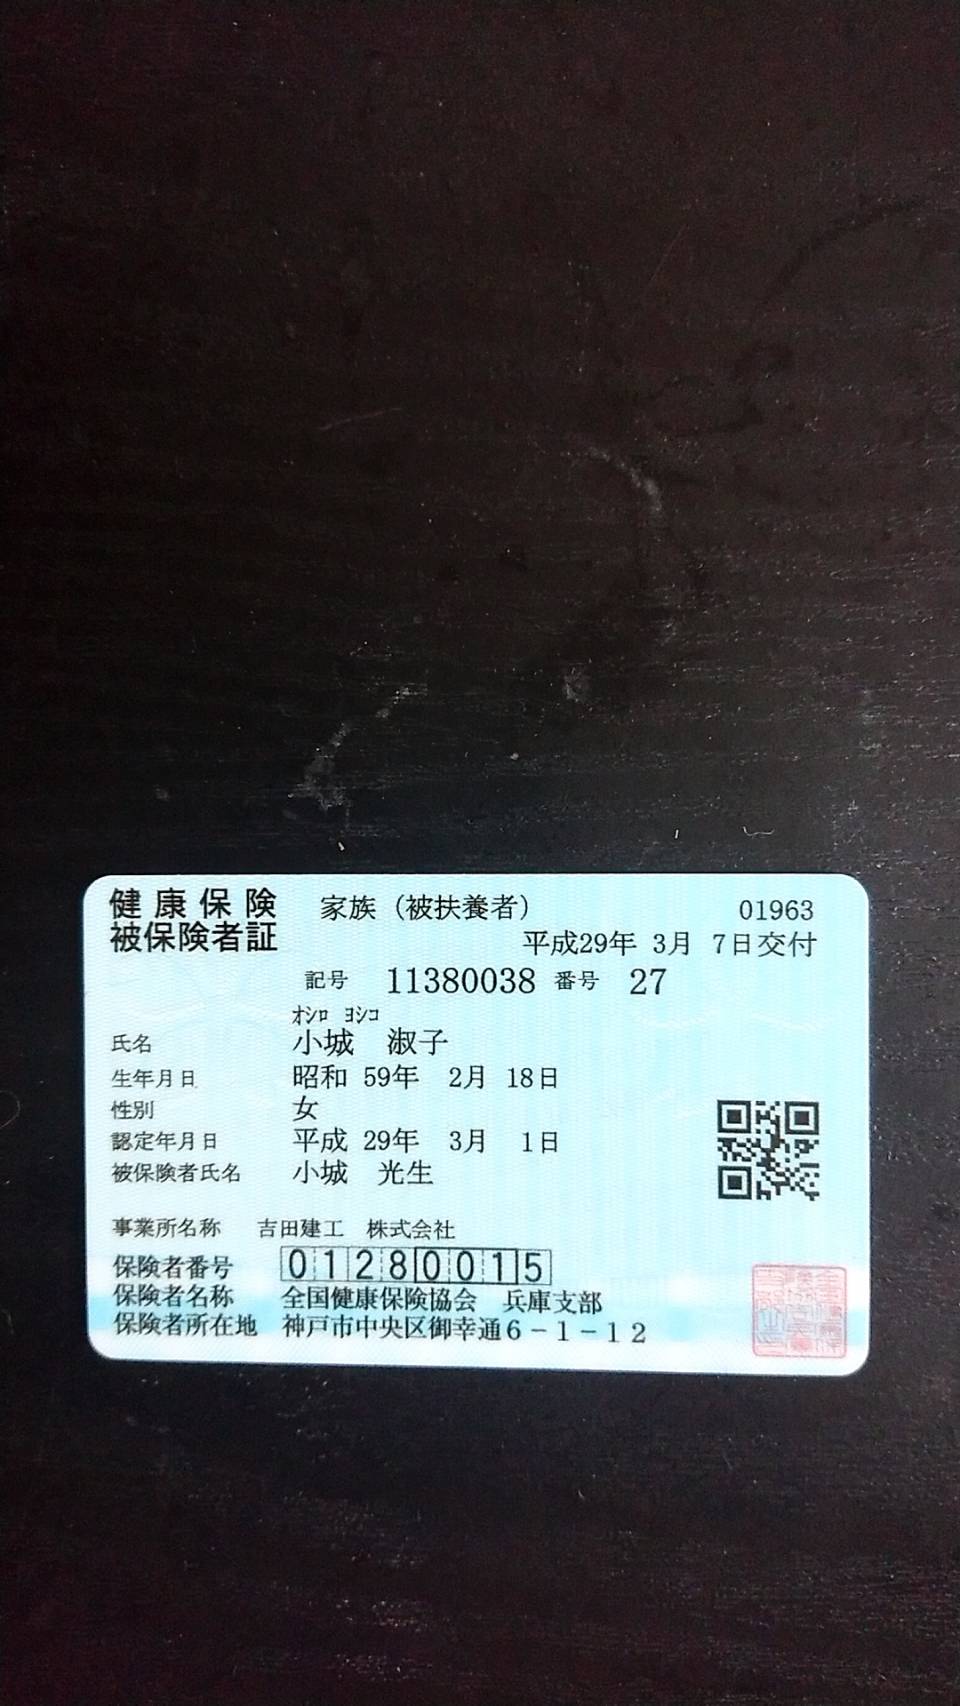 健康保険 家族（被扶養者） 01963
被保険者証 平成29年 3月 7日交付
記号 11380038 番号 27
ｵｼﾛ ﾖｼｺ
氏名 小城 淑子
生年月日 昭和 59年 2月 18日
性別 女
認定年月日 平成 29年 3月 1日
被保険者氏名 小城 光生
事業所名称 吉田建工 株式会社
保険者番号 01280015
保険者名称 全国健康保険協会 兵庫支部
保険者所在地 神戸市中央区御幸通6－1－12